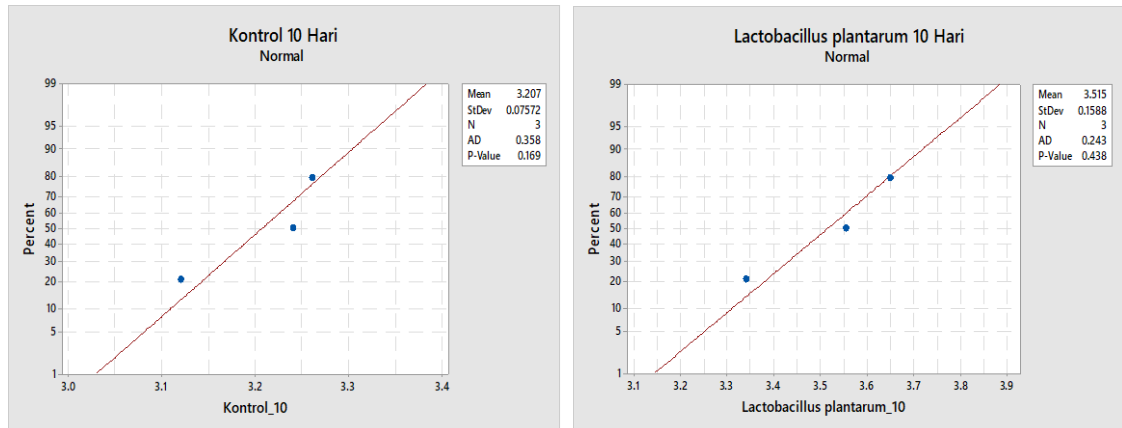 Kontrol 10 Hari
Normal
99
95
90
80
70
60
50
40
30
20
10
5
1
Percent
3.0 3.1 3.2 3.3 3.4
Kontrol_10
Mean 3.207
StDev 0.07572
N 3
AD 0.358
P-Value 0.169
Lactobacillus plantarum 10 Hari
Normal
99
95
90
80
70
60
50
40
30
20
10
5
1
Percent
3.1 3.2 3.3 3.4 3.5 3.6 3.7 3.8 3.9
Lactobacillus plantarum_10
Mean 3.515
StDev 0.1588
N 3
AD 0.243
P-Value 0.438